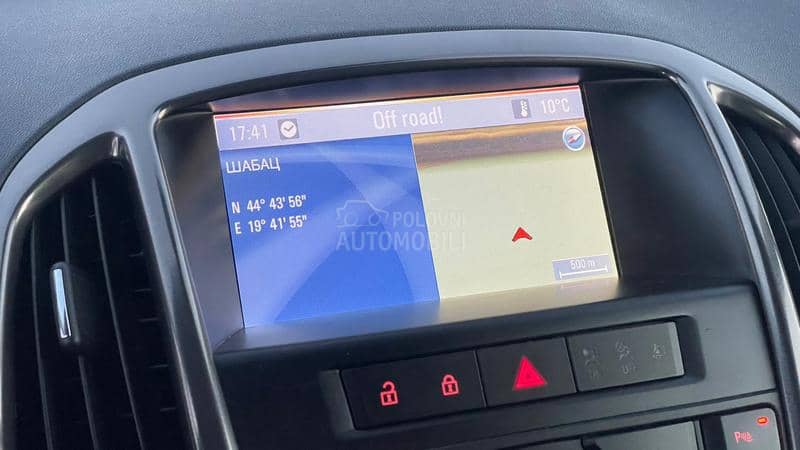 17:41 Off road! 10°C
ШАБАЦ
N 44° 43' 56"
E 19° 41' 55"
POLOVNI
AUTOMOBILI
500 m